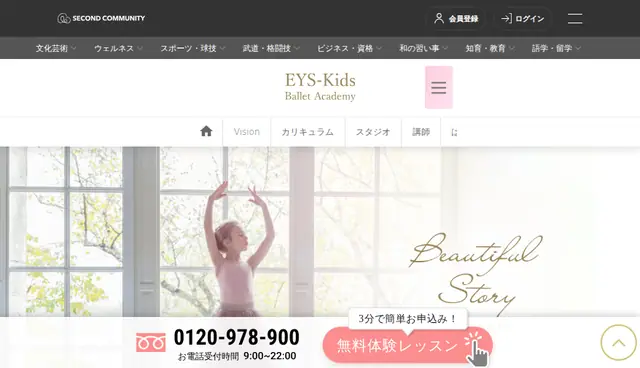 SECOND COMMUNITY
会員登録
ログイン
文化芸術
ウェルネス
スポーツ・球技
武道・格闘技
ビジネス・資格
和の習い事
知育・教育
語学・留学
EYS-Kids
Ballet Academy
Vision
カリキュラム
スタジオ
講師
Beautiful
Story
3分で簡単お申込み！
0120-978-900
お電話受付時間 9:00~22:00
無料体験レッスン